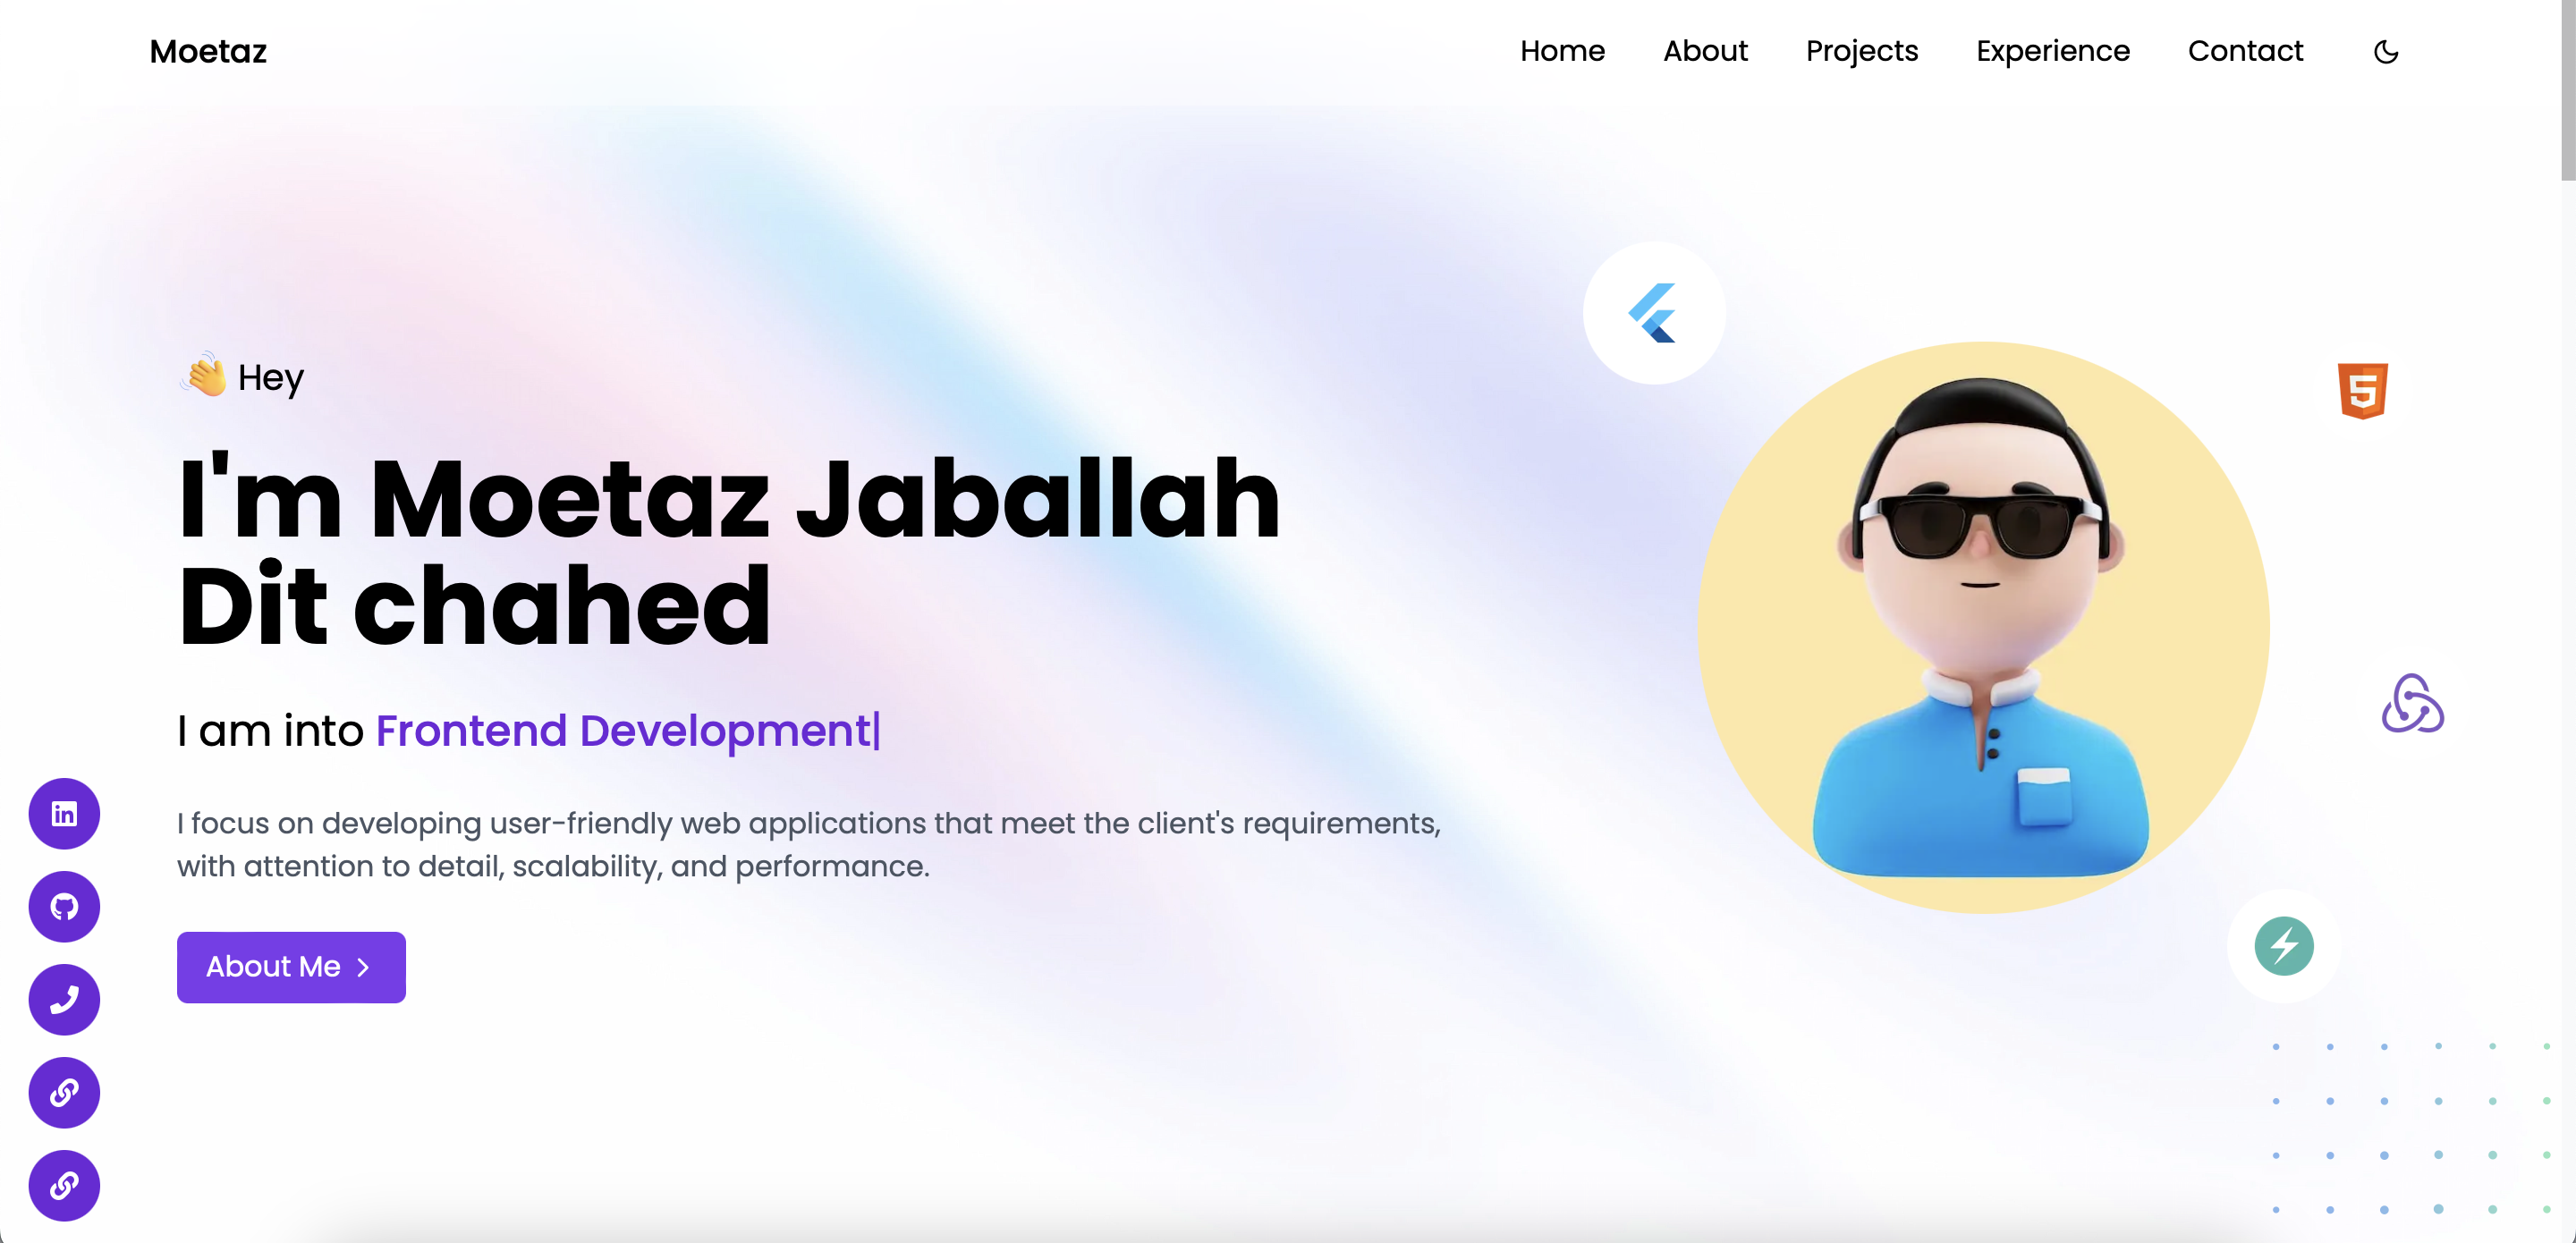 Moetaz
Home About Projects Experience Contact
👋 Hey
I'm Moetaz Jaballah
Dit chahed
I am into Frontend Development|
I focus on developing user-friendly web applications that meet the client's requirements,
with attention to detail, scalability, and performance.
About Me